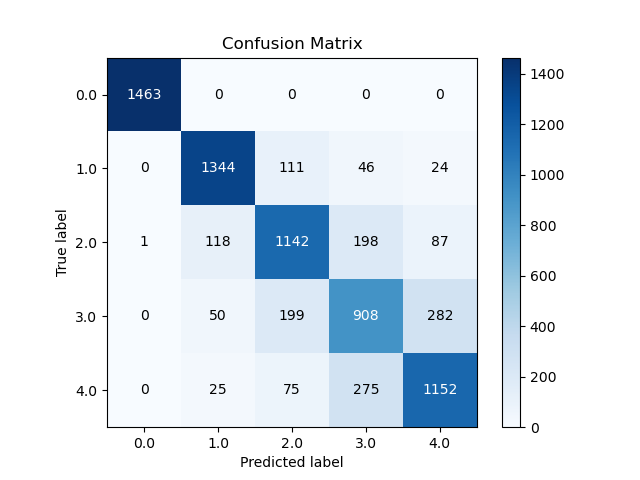 Confusion Matrix
0.0 1463 0 0 0 0
1.0 0 1344 111 46 24
2.0 1 118 1142 198 87
3.0 0 50 199 908 282
4.0 0 25 75 275 1152
0.0 1.0 2.0 3.0 4.0
Predicted label
True label
1400
1200
1000
800
600
400
200
0